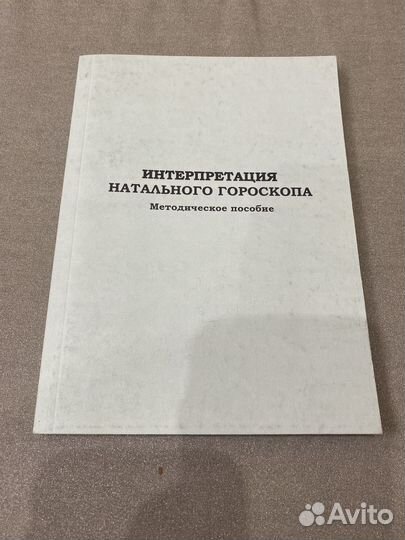 ИНТЕРПРЕТАЦИЯ
НАТАЛЬНОГО ГОРОСКОПА
Методическое пособие
Avito